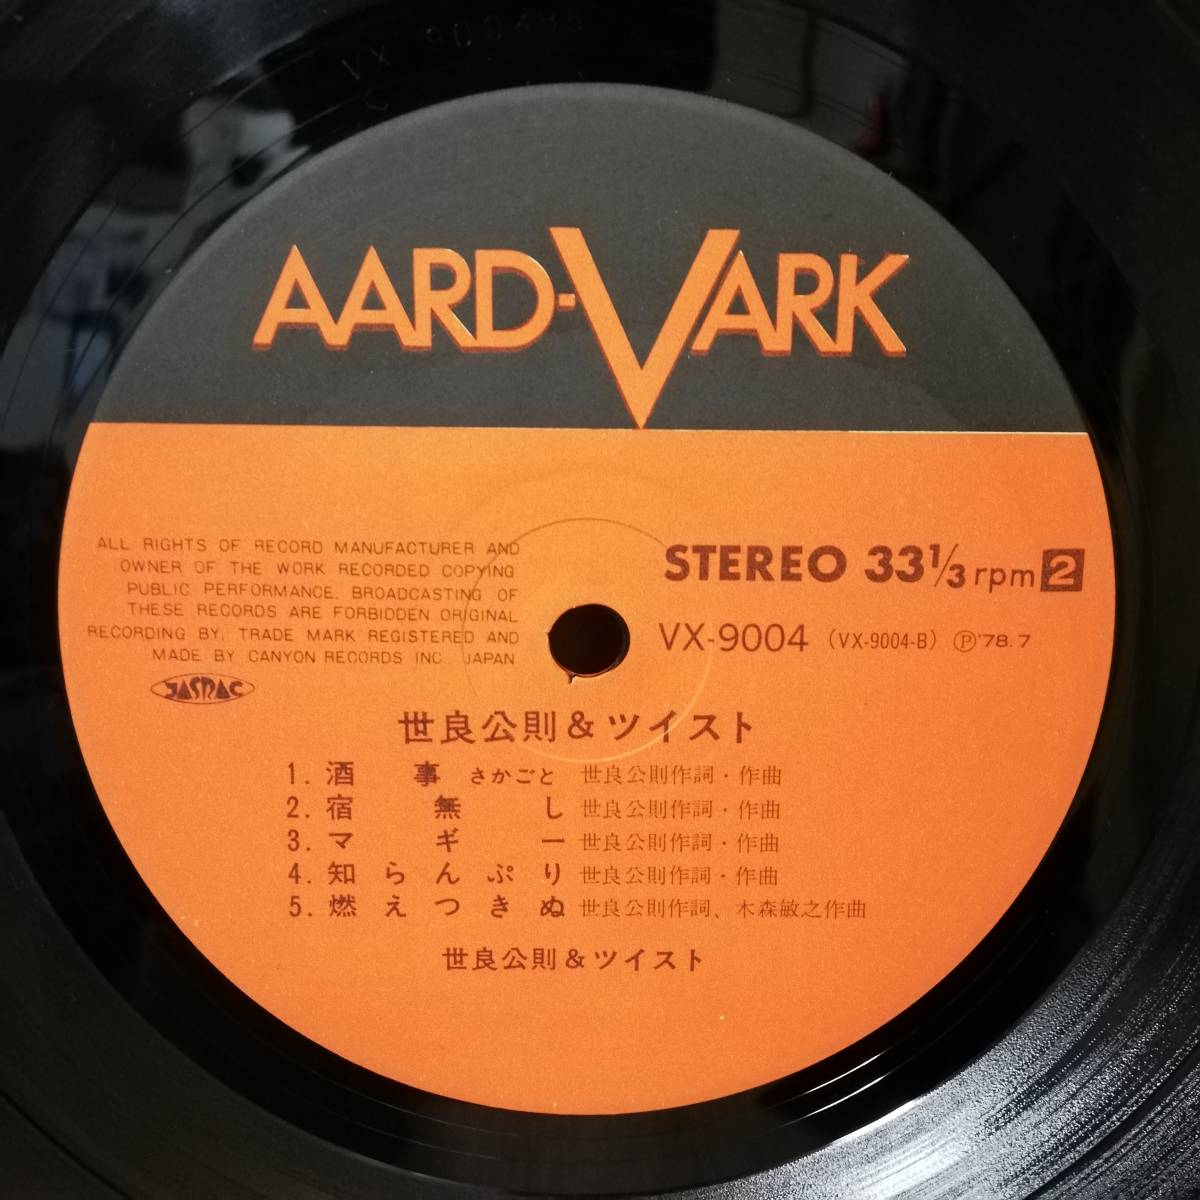 AARD-VARK
ALL RIGHTS OF RECORD MANUFACTURER AND
OWNER OF THE WORK RECORDED COPYING
PUBLIC PERFORMANCE. BROADCASTING OF
THESE RECORDS ARE FORBIDDEN ORIGINAL
RECORDING BY. TRADE MARK REGISTERED AND
MADE BY CANYON RECORDS INC. JAPAN
JASRAC
STEREO 33 1/3 rpm 2
VX-9004 (VX-9004-B) Ⓟ'78. 7
世良公則&ツイスト
1. 酒事 さかごと 世良公則作詞・作曲
2. 宿無し 世良公則作詞・作曲
3. マギー 世良公則作詞・作曲
4. 知らんぷり 世良公則作詞・作曲
5. 燃えつきぬ 世良公則作詞、木森敏之作曲
世良公則&ツイスト